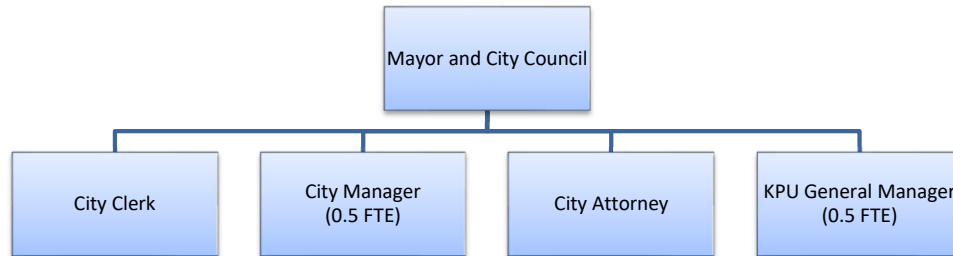 Mayor and City Council
City Clerk
City Manager
(0.5 FTE)
City Attorney
KPU General Manager
(0.5 FTE)